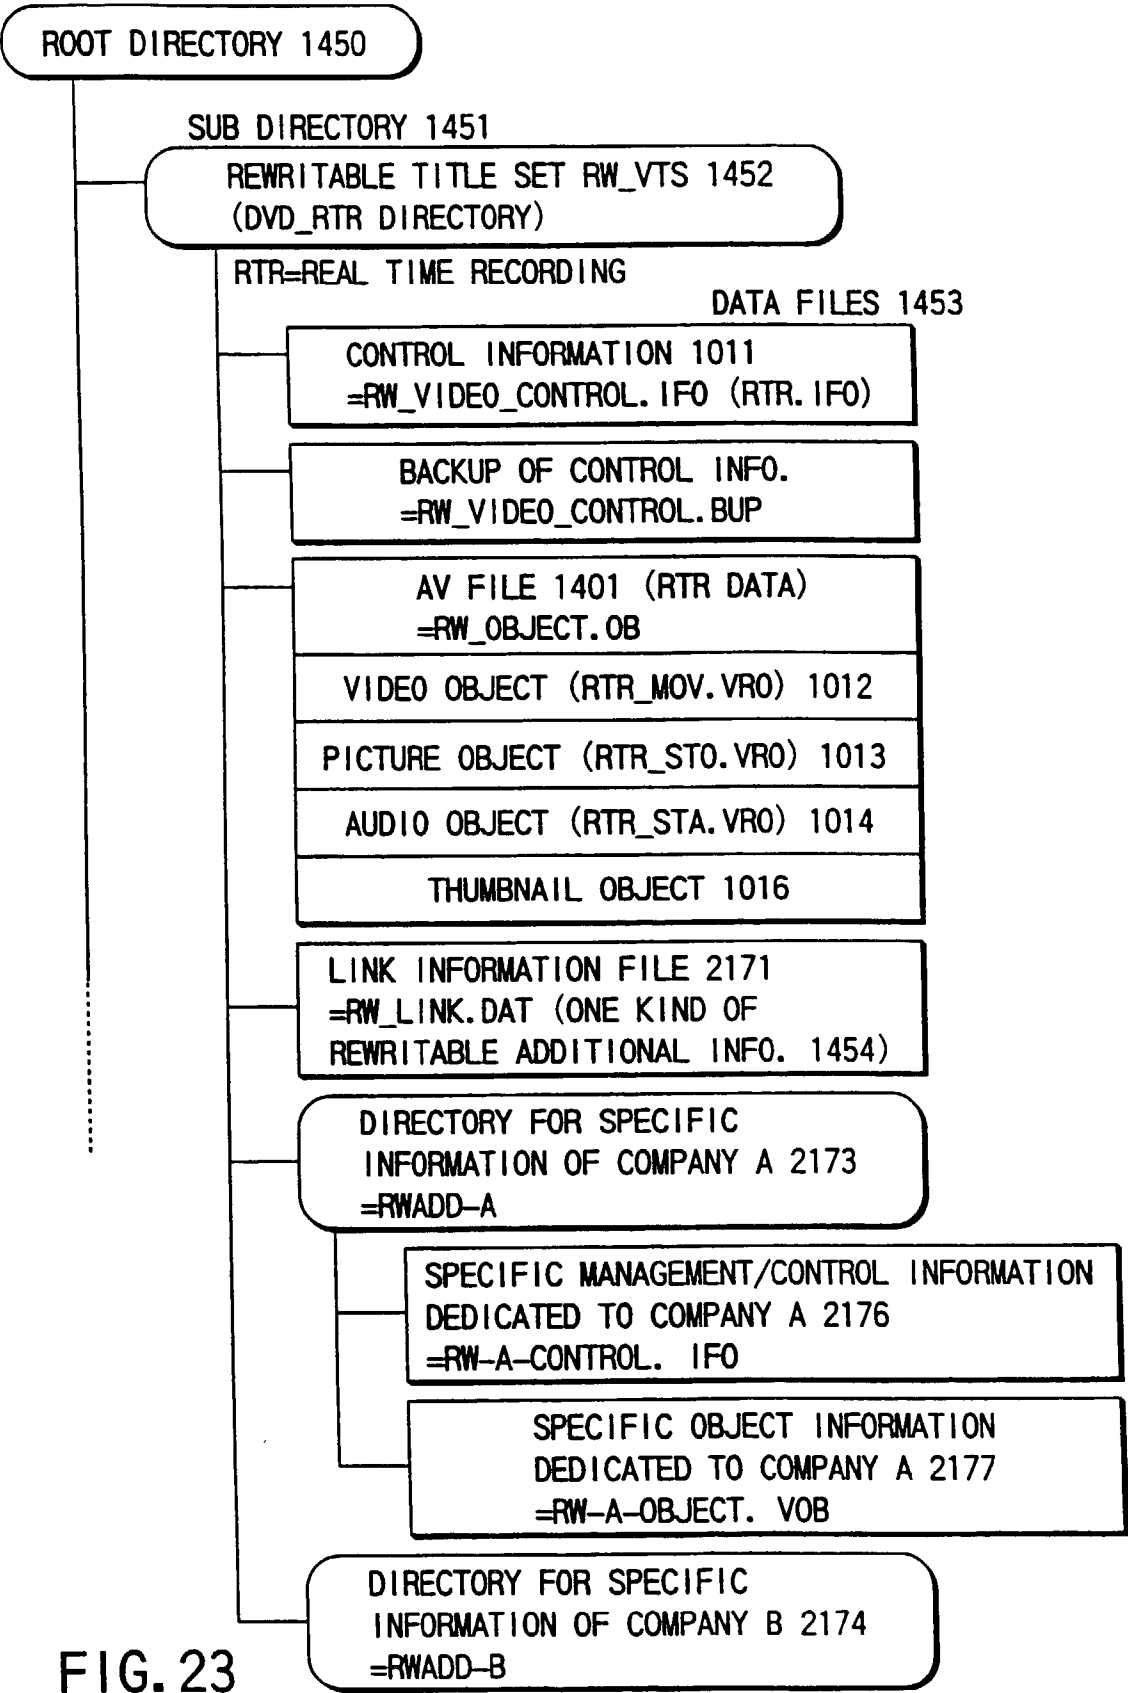 ROOT DIRECTORY 1450
SUB DIRECTORY 1451
REWRITABLE TITLE SET RW_VTS 1452
(DVD_RTR DIRECTORY)
RTR=REAL TIME RECORDING
DATA FILES 1453
CONTROL INFORMATION 1011
=RW_VIDEO_CONTROL.IFO (RTR.IFO)
BACKUP OF CONTROL INFO.
=RW_VIDEO_CONTROL.BUP
AV FILE 1401 (RTR DATA)
=RW_OBJECT.OB
VIDEO OBJECT (RTR_MOV.VRO) 1012
PICTURE OBJECT (RTR_STO.VRO) 1013
AUDIO OBJECT (RTR_STA.VRO) 1014
THUMBNAIL OBJECT 1016
LINK INFORMATION FILE 2171
=RW_LINK.DAT (ONE KIND OF
REWRITABLE ADDITIONAL INFO. 1454)
DIRECTORY FOR SPECIFIC
INFORMATION OF COMPANY A 2173
=RWADD-A
SPECIFIC MANAGEMENT/CONTROL INFORMATION
DEDICATED TO COMPANY A 2176
=RW-A-CONTROL. IFO
SPECIFIC OBJECT INFORMATION
DEDICATED TO COMPANY A 2177
=RW-A-OBJECT. VOB
DIRECTORY FOR SPECIFIC
INFORMATION OF COMPANY B 2174
=RWADD-B
FIG. 23